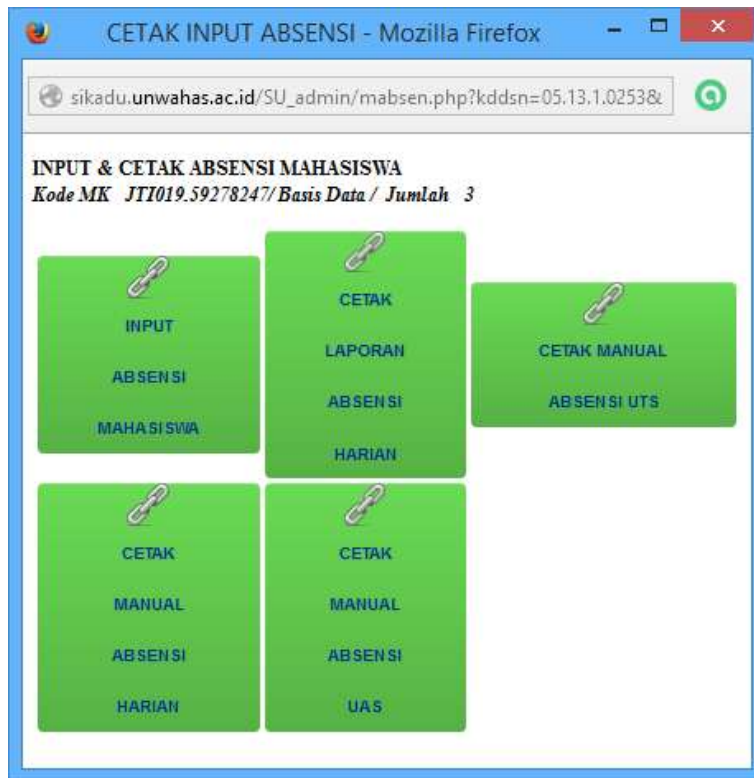 CETAK INPUT ABSENSI - Mozilla Firefox
sikadu.unwahas.ac.id/SU_admin/mabsen.php?kddsn=05.13.1.0253&
INPUT & CETAK ABSENSI MAHASISWA
Kode MK JTI019.59278247/ Basis Data / Jumlah 3
INPUT
ABSENSI
MAHASISWA
CETAK
LAPORAN
ABSENSI
HARIAN
CETAK MANUAL
ABSENSI UTS
CETAK
MANUAL
ABSENSI
HARIAN
CETAK
MANUAL
ABSENSI
UAS